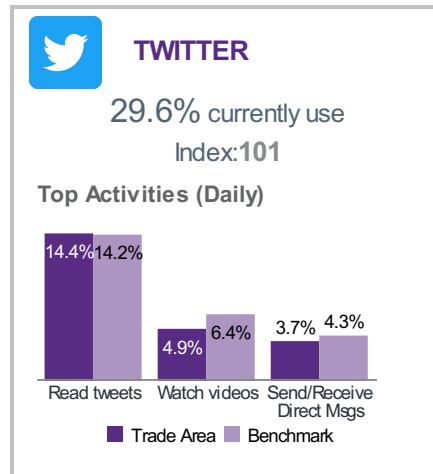 TWITTER
29.6% currently use
Index:101
Top Activities (Daily)
14.4% 14.2%
4.9% 6.4%
3.7% 4.3%
Read tweets Watch videos Send/Receive
Direct Msgs
Trade Area Benchmark